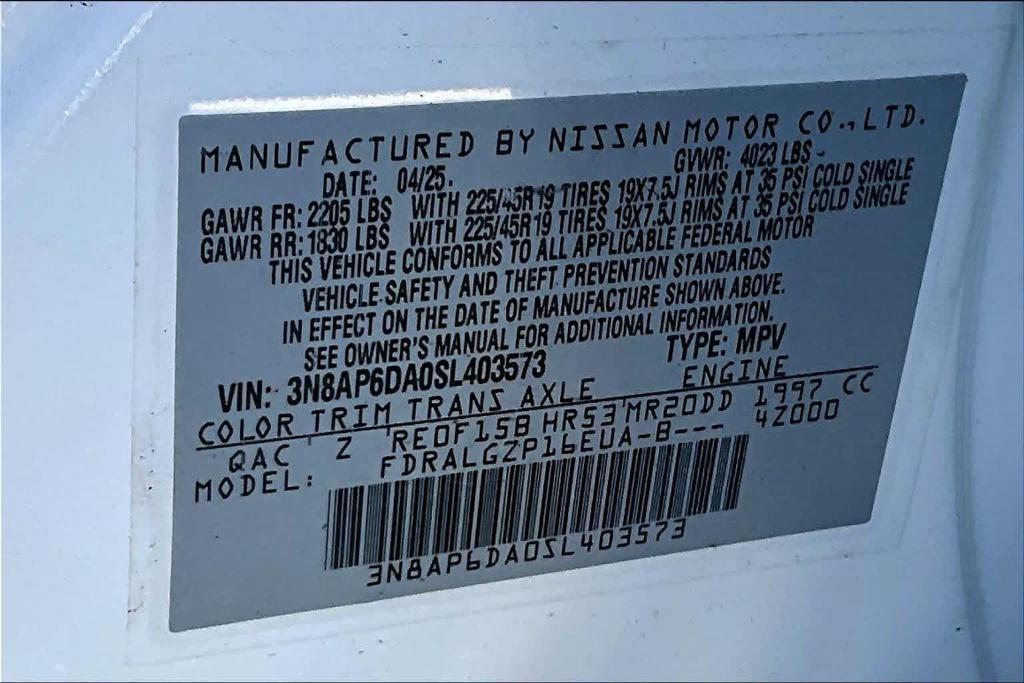 MANUFACTURED BY NISSAN MOTOR CO., LTD.
DATE: 04/25. GVWR: 4023 LBS
GAWR FR: 2205 LBS WITH 225/45R19 TIRES 19X7.5J RIMS AT 35 PSI COLD SINGLE
GAWR RR: 1830 LBS WITH 225/45R19 TIRES 19X7.5J RIMS AT 35 PSI COLD SINGLE
THIS VEHICLE CONFORMS TO ALL APPLICABLE FEDERAL MOTOR
VEHICLE SAFETY AND THEFT PREVENTION STANDARDS
IN EFFECT ON THE DATE OF MANUFACTURE SHOWN ABOVE.
SEE OWNER'S MANUAL FOR ADDITIONAL INFORMATION.
VIN: 3N8AP6DA0SL403573 TYPE: MPV
COLOR TRIM TRANS AXLE ENGINE
QAC Z RE0F15B HR53 MR20DD 1997 CC
MODEL: FDRALGZP16EUA-B--- 4Z000
3N8AP6DA0SL403573